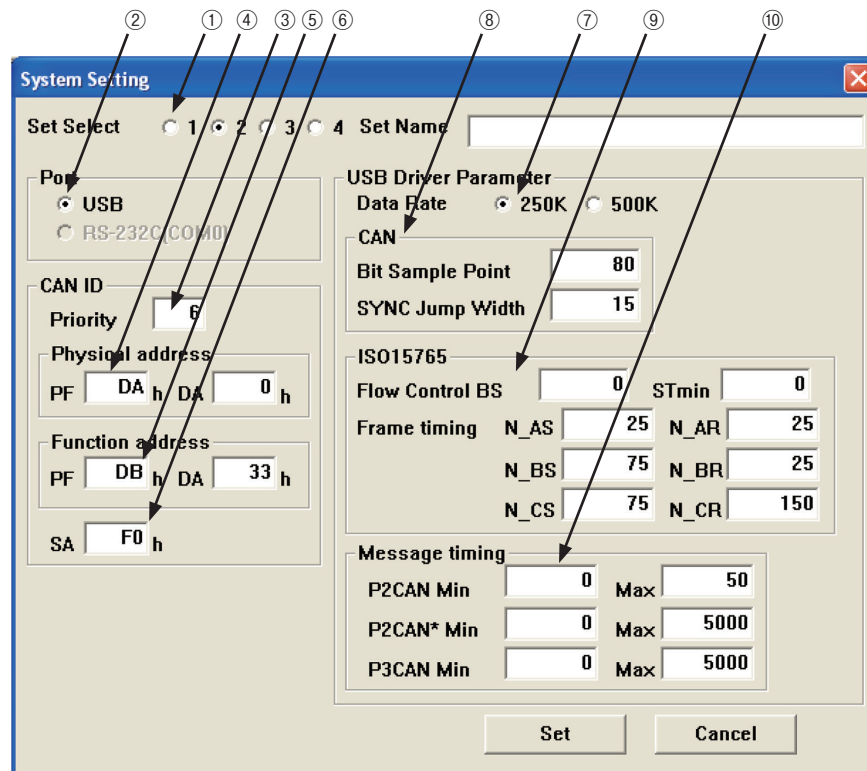 ② ① ④ ③ ⑤ ⑥ ⑧ ⑦ ⑨ ⑩
System Setting
Set Select 1 2 3 4 Set Name
Port
USB
RS-232C(COM0)
CAN ID
Priority 6
Physical address
PF DA h DA 0 h
Function address
PF DB h DA 33 h
SA F0 h
USB Driver Parameter
Data Rate 250K 500K
CAN
Bit Sample Point 80
SYNC Jump Width 15
ISO15765
Flow Control BS 0 STmin 0
Frame timing N_AS 25 N_AR 25
N_BS 75 N_BR 25
N_CS 75 N_CR 150
Message timing
P2CAN Min 0 Max 50
P2CAN* Min 0 Max 5000
P3CAN Min 0 Max 5000
Set Cancel